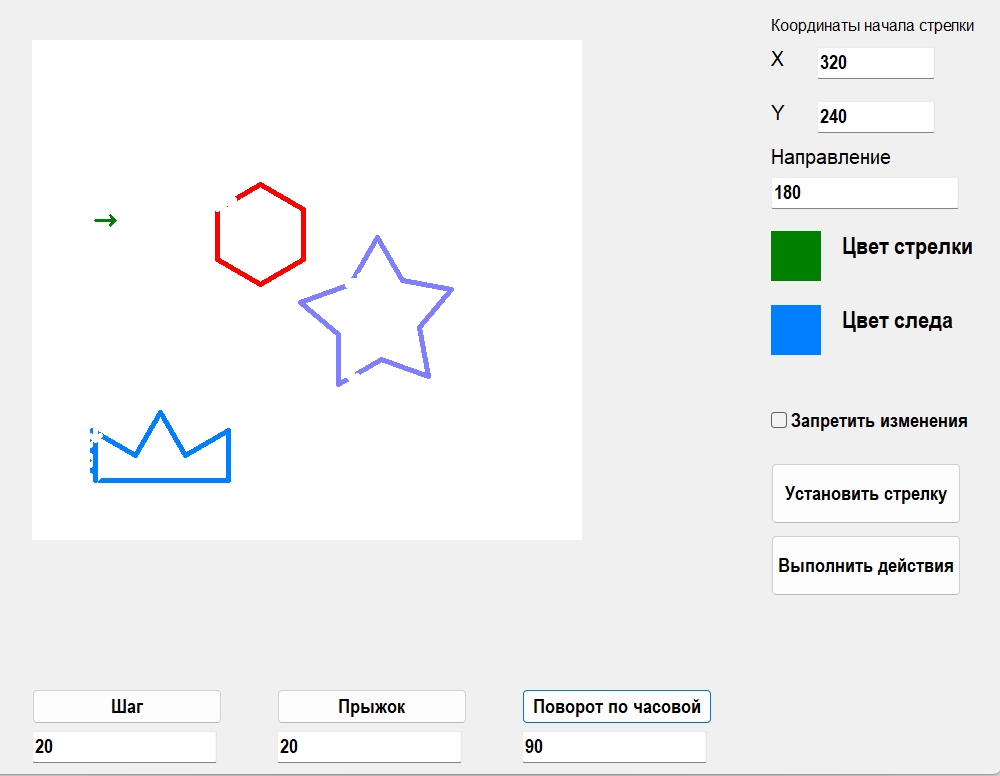 Координаты начала стрелки
X 320
Y 240
Направление
180
Цвет стрелки
Цвет следа
Запретить изменения
Установить стрелку
Выполнить действия
Шаг Прыжок Поворот по часовой
20 20 90